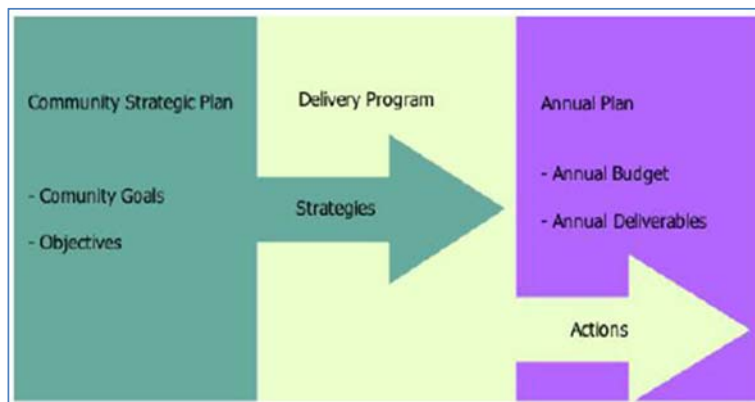 Community Strategic Plan
- Comunity Goals
- Objectives
Delivery Program
Strategies
Annual Plan
- Annual Budget
- Annual Deliverables
Actions